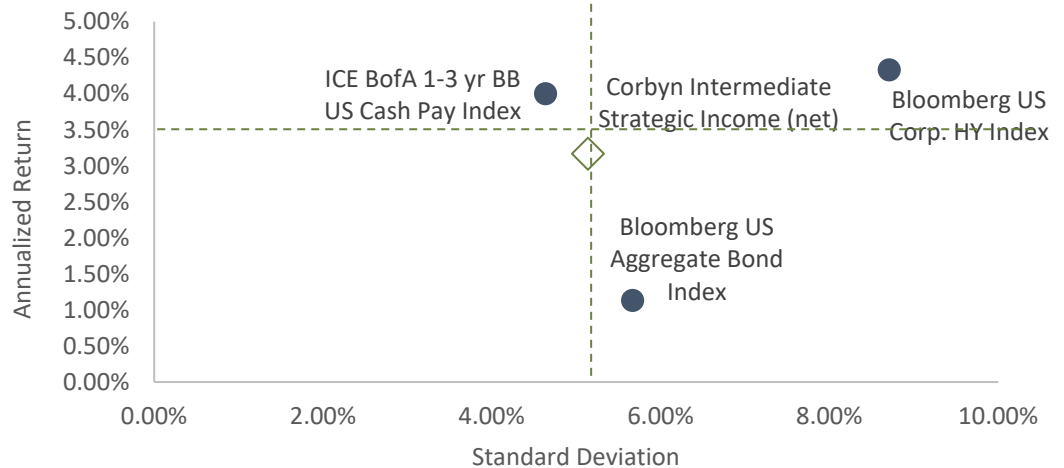 5.00%
4.50%
4.00%
3.50%
3.00%
2.50%
2.00%
1.50%
1.00%
0.50%
0.00%
Annualized Return
ICE BofA 1-3 yr BB
US Cash Pay Index
Corbyn Intermediate
Strategic Income (net)
Bloomberg US
Corp. HY Index
Bloomberg US
Aggregate Bond
Index
0.00%
2.00%
4.00%
6.00%
8.00%
10.00%
Standard Deviation